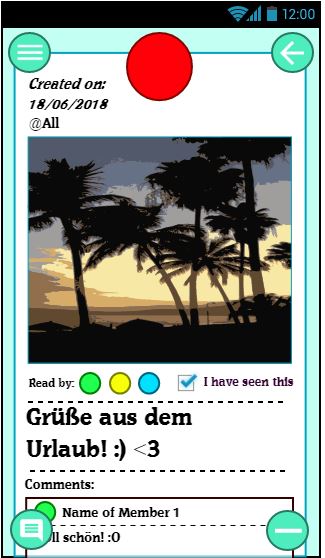 12:00
Created on:
18/06/2018
@All
Read by:
I have seen this
Grüße aus dem
Urlaub! :) <3
Comments:
Name of Member 1
ll schön! :O